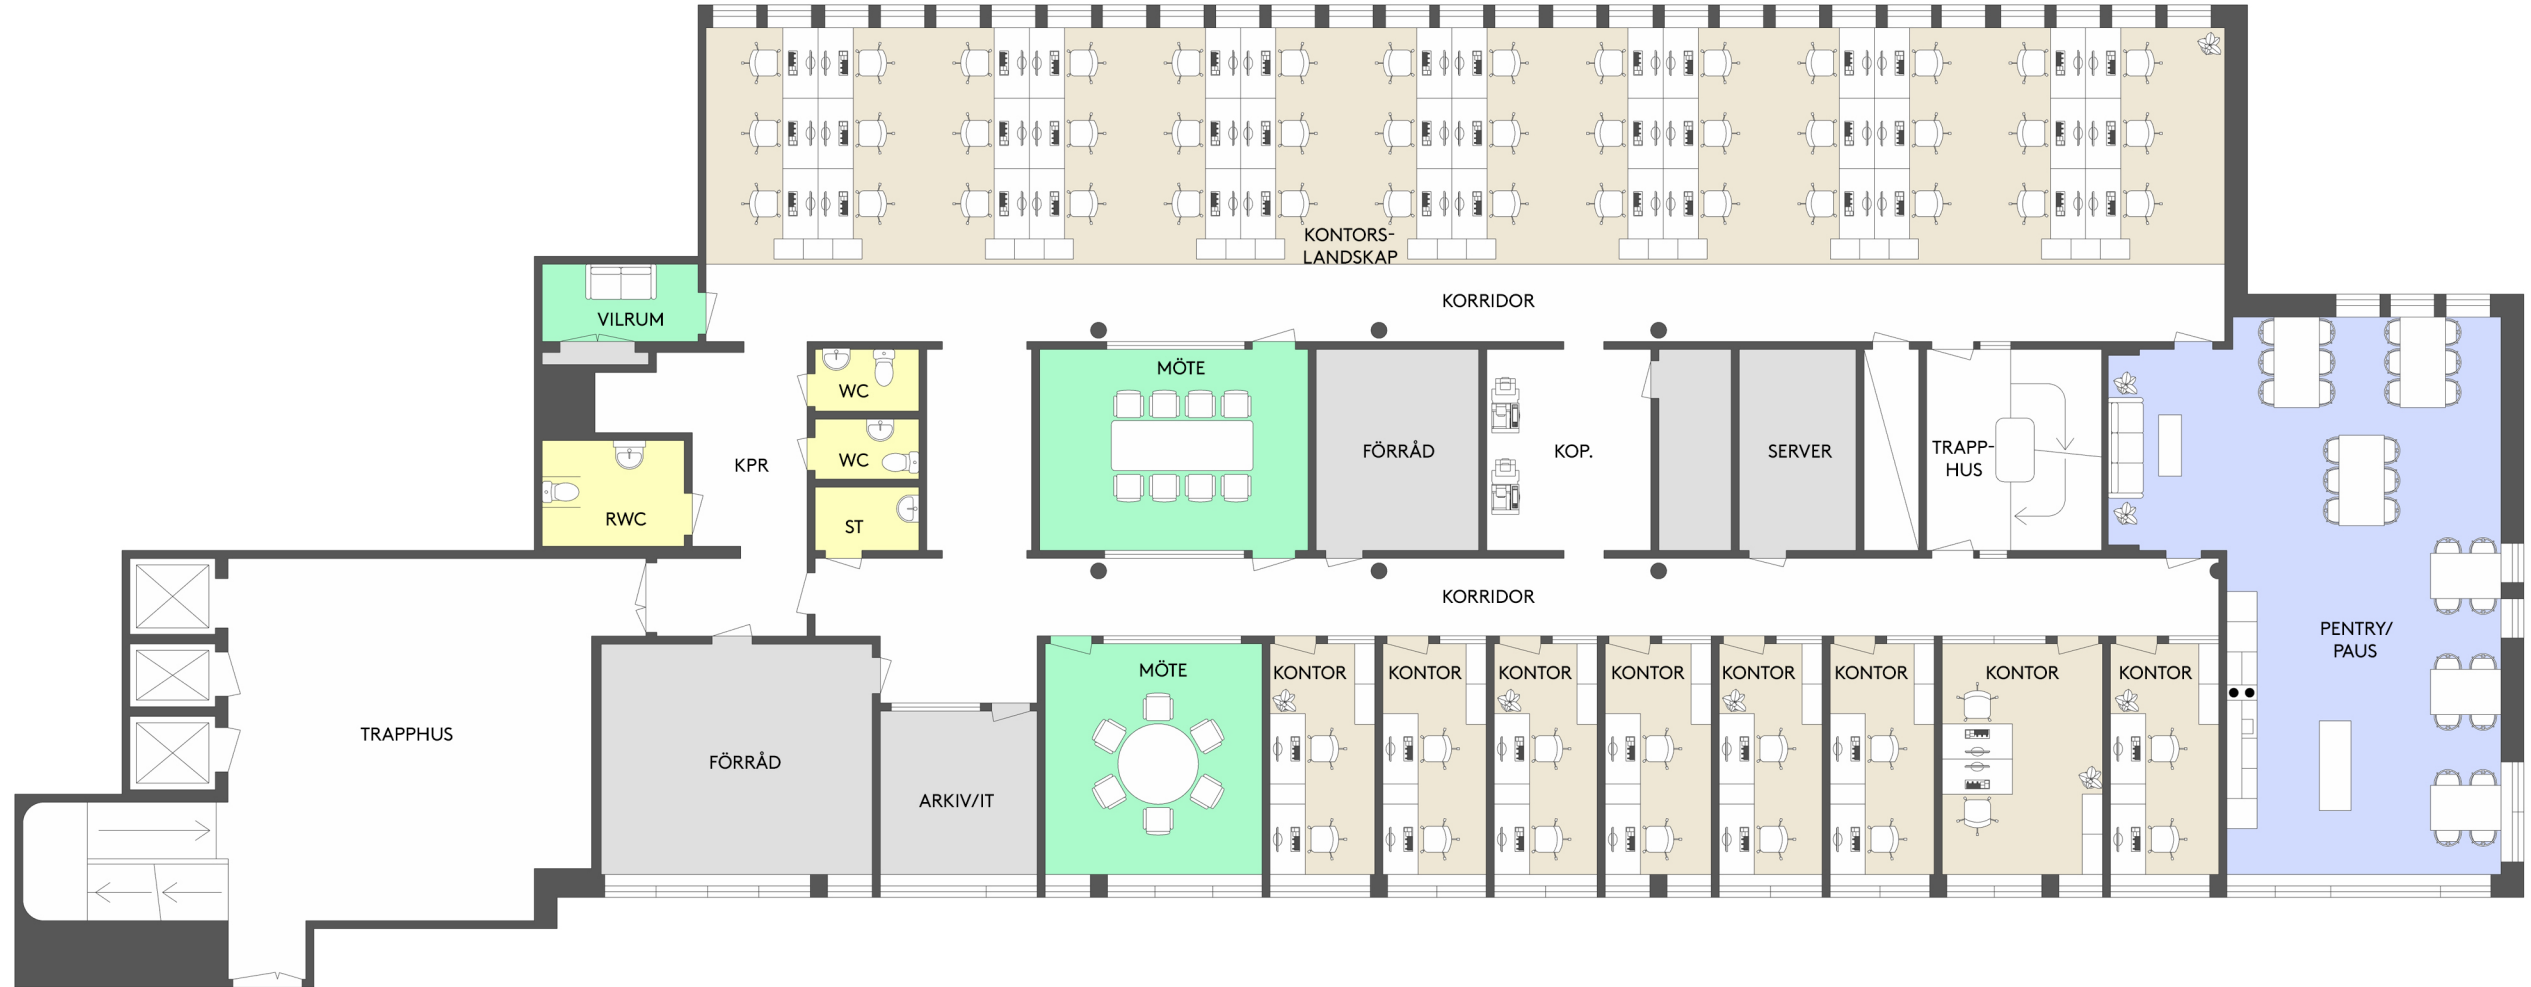 KONTORS-
LANDSKAP
KORRIDOR
VILRUM
MÖTE
WC
WC
ST
RWC
KPR
FÖRRÅD
KOP.
SERVER
TRAPP-
HUS
KORRIDOR
PENTRY/
PAUS
TRAPPHUS
FÖRRÅD
ARKIV/IT
MÖTE
KONTOR
KONTOR
KONTOR
KONTOR
KONTOR
KONTOR
KONTOR
KONTOR